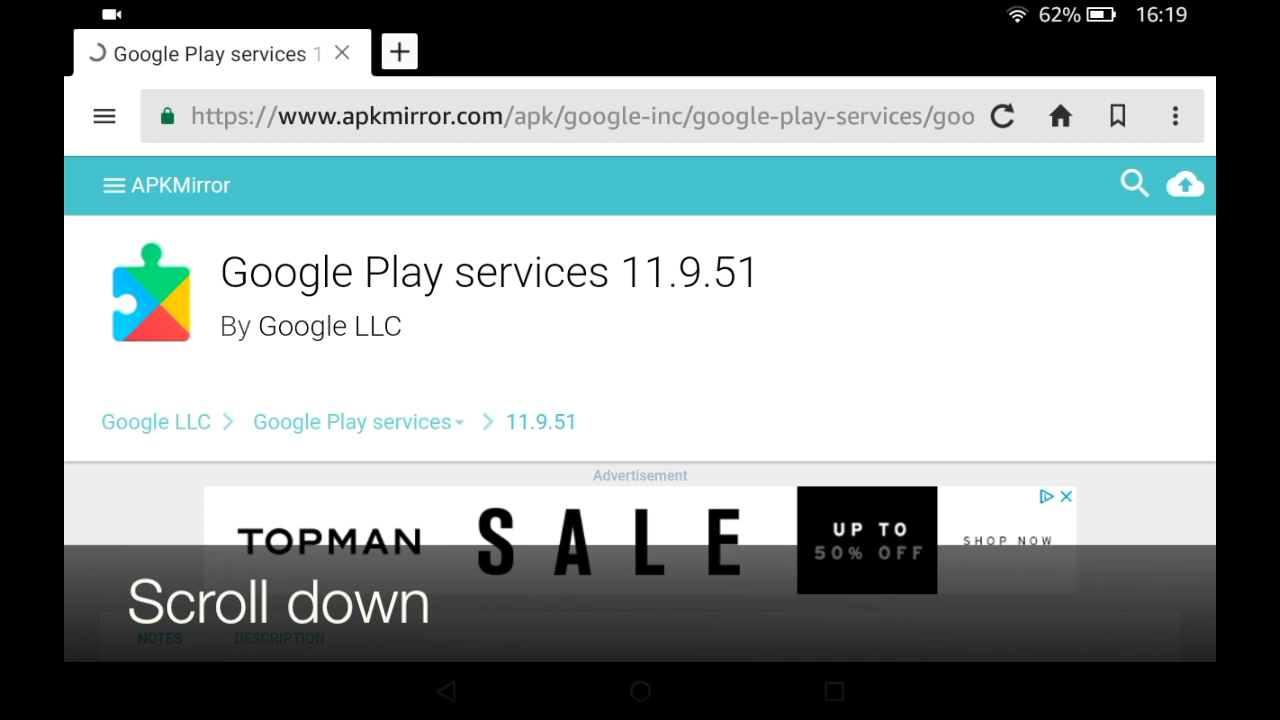 62% 16:19
Google Play services 1
https://www.apkmirror.com/apk/google-inc/google-play-services/goo
APKMirror
Google Play services 11.9.51
By Google LLC
Google LLC Google Play services 11.9.51
Advertisement
TOPMAN SALE UP TO 50% OFF SHOP NOW
Scroll down
NOTES DESCRIPTION